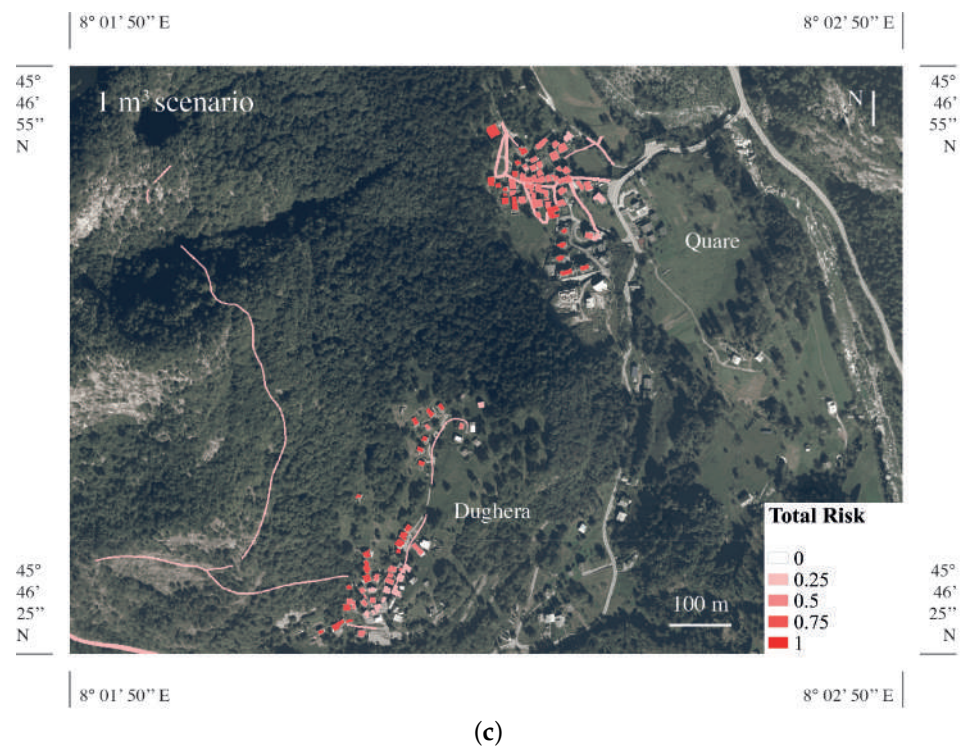 8° 01' 50’’ E
8° 02' 50’’ E
45°
46’
55’’
N
45°
46’
55’’
N
1 m³ scenario
N
Quare
Dughera
Total Risk
0
0.25
0.5
0.75
1
100 m
45°
46’
25’’
N
45°
46’
25’’
N
8° 01' 50’’ E
8° 02' 50’’ E
(c)